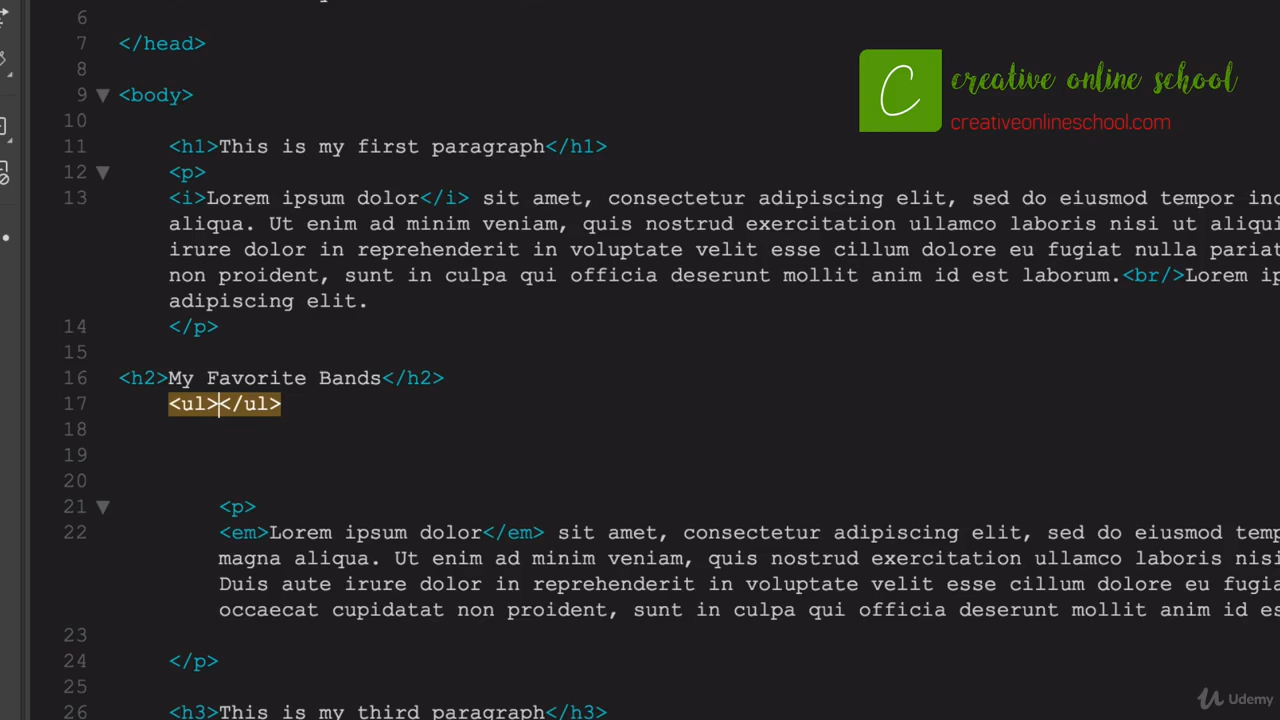 6
7 </head>
8
9 <body>
10
11 <h1>This is my first paragraph</h1>
12 <p>
13 <i>Lorem ipsum dolor</i> sit amet, consectetur adipiscing elit, sed do eiusmod tempor
aliqua. Ut enim ad minim veniam, quis nostrud exercitation ullamco laboris nisi ut
irure dolor in reprehenderit in voluptate velit esse cillum dolore eu fugiat nulla
non proident, sunt in culpa qui officia deserunt mollit anim id est laborum.<br/>Lorem
adipiscing elit.
14 </p>
15
16 <h2>My Favorite Bands</h2>
17 <ul></ul>
18
19
20
21 <p>
22 <em>Lorem ipsum dolor</em> sit amet, consectetur adipiscing elit, sed do eiusmod
magna aliqua. Ut enim ad minim veniam, quis nostrud exercitation ullamco laboris nisi
Duis aute irure dolor in reprehenderit in voluptate velit esse cillum dolore eu
occaecat cupidatat non proident, sunt in culpa qui officia deserunt mollit anim id
23
24 </p>
25
26 <h3>This is my third paragraph</h3>
C creative online school
creativeonlineschool.com
Udemy